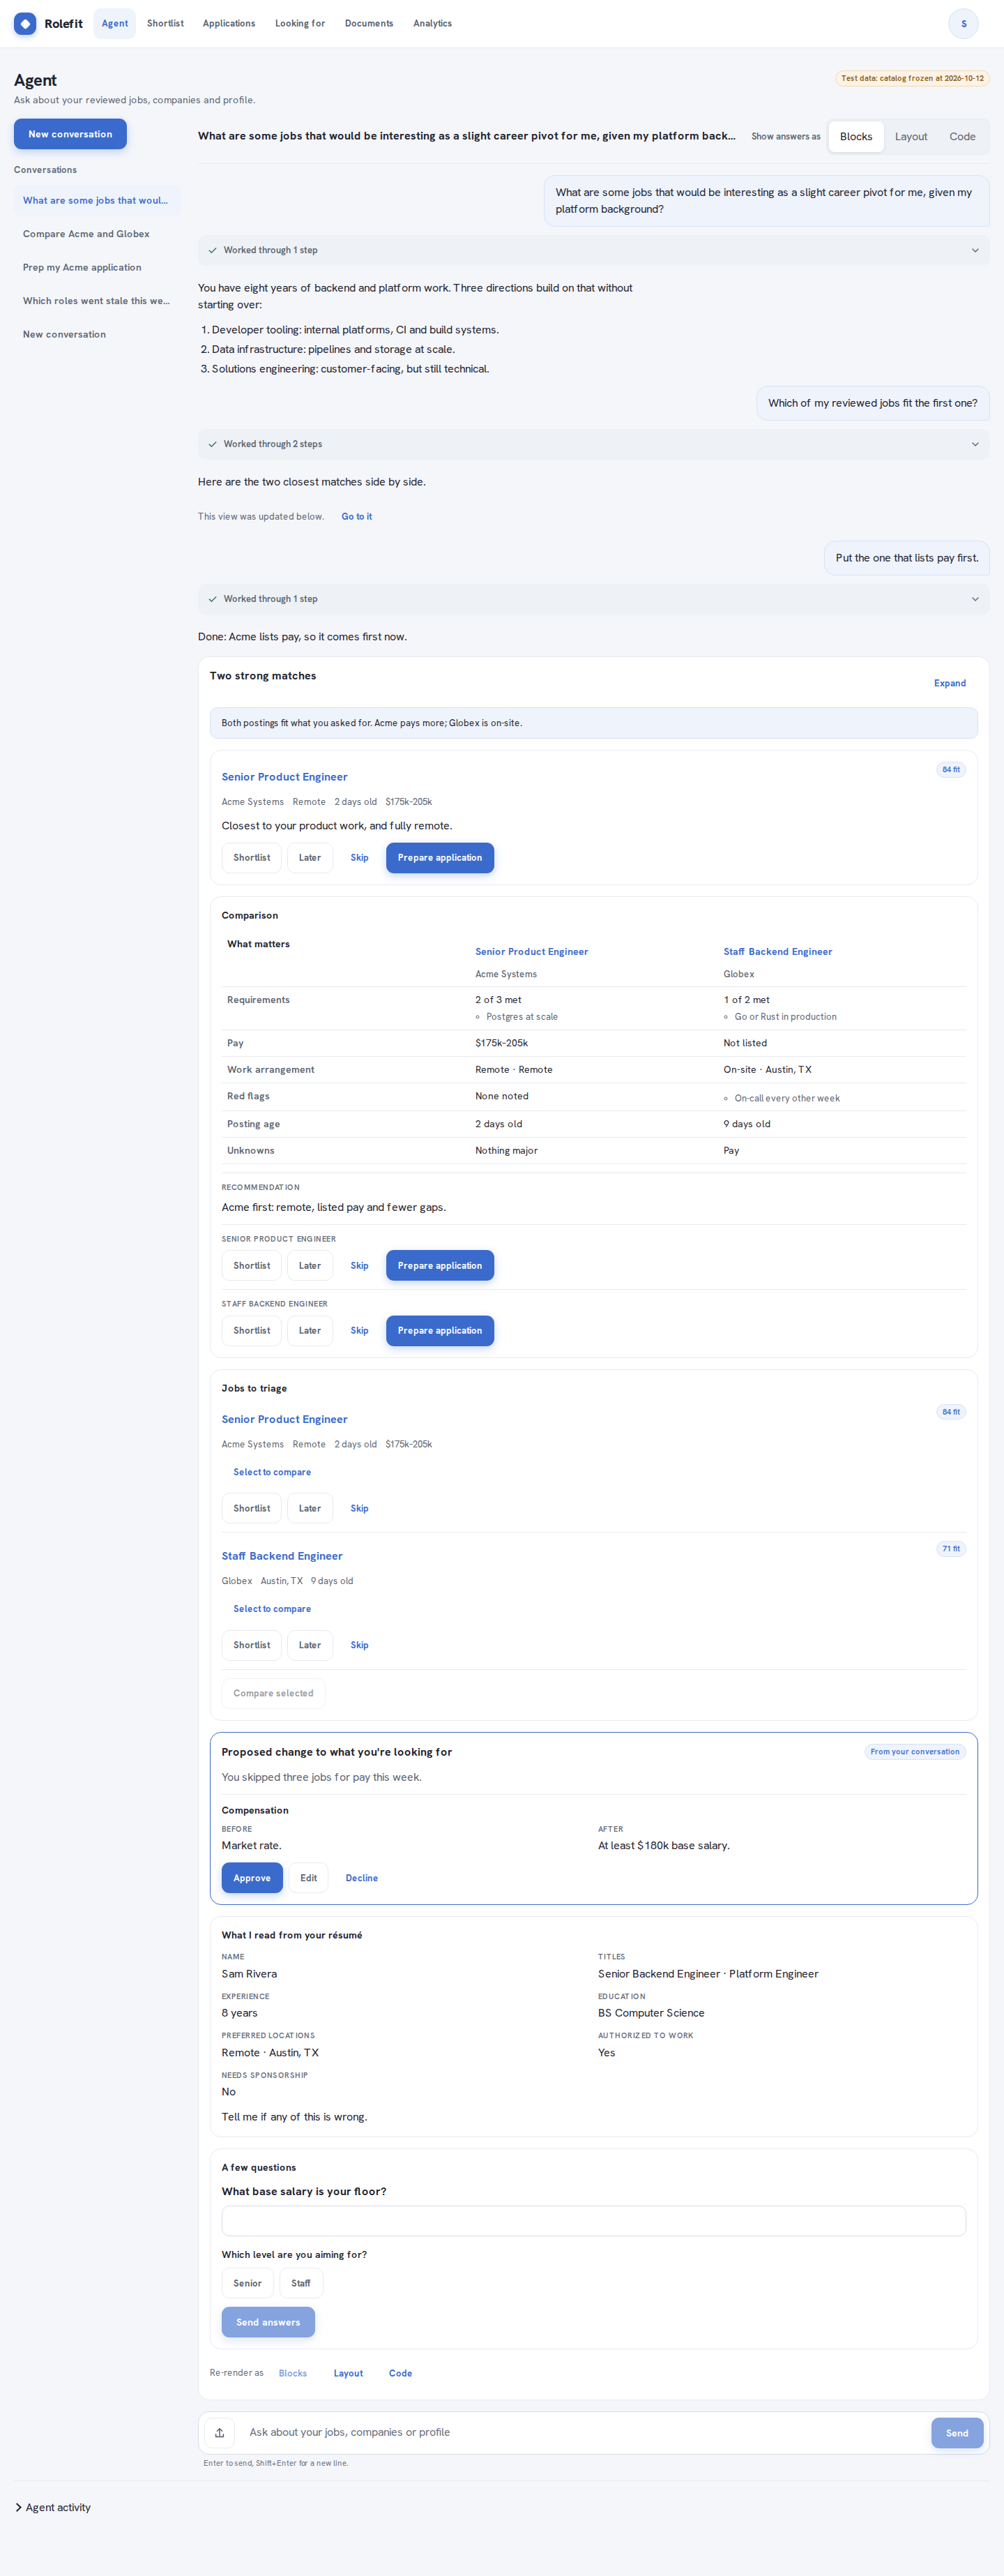 Rolefit
Agent
Shortlist
Applications
Looking for
Documents
Analytics
S
Agent
Test data: catalog frozen at 2026-10-12
Ask about your reviewed jobs, companies and profile.
New conversation
Conversations
What are some jobs that woul...
Compare Acme and Globex
Prep my Acme application
Which roles went stale this we...
New conversation
What are some jobs that would be interesting as a slight career pivot for me, given my platform back...
Show answers as
Blocks
Layout
Code
What are some jobs that would be interesting as a slight career pivot for me, given my
platform background?
Worked through 1 step
You have eight years of backend and platform work. Three directions build on that without
starting over:
1. Developer tooling: internal platforms, CI and build systems.
2. Data infrastructure: pipelines and storage at scale.
3. Solutions engineering: customer-facing, but still technical.
Which of my reviewed jobs fit the first one?
Worked through 2 steps
Here are the two closest matches side by side.
This view was updated below.
Go to it
Put the one that lists pay first.
Worked through 1 step
Done: Acme lists pay, so it comes first now.
Two strong matches
Expand
Both postings fit what you asked for. Acme pays more; Globex is on-site.
Senior Product Engineer
84 fit
Acme Systems Remote 2 days old $175k-205k
Closest to your product work, and fully remote.
Shortlist
Later
Skip
Prepare application
Comparison
What matters
Senior Product Engineer
Staff Backend Engineer
Acme Systems
Globex
Requirements
2 of 3 met
1 of 2 met
Postgres at scale
Go or Rust in production
Pay
$175k-205k
Not listed
Work arrangement
Remote · Remote
On-site · Austin, TX
Red flags
None noted
On-call every other week
Posting age
2 days old
9 days old
Unknowns
Nothing major
Pay
RECOMMENDATION
Acme first: remote, listed pay and fewer gaps.
SENIOR PRODUCT ENGINEER
Shortlist
Later
Skip
Prepare application
STAFF BACKEND ENGINEER
Shortlist
Later
Skip
Prepare application
Jobs to triage
Senior Product Engineer
84 fit
Acme Systems Remote 2 days old $175k-205k
Select to compare
Shortlist
Later
Skip
Staff Backend Engineer
71 fit
Globex Austin, TX 9 days old
Select to compare
Shortlist
Later
Skip
Compare selected
Proposed change to what you're looking for
From your conversation
You skipped three jobs for pay this week.
Compensation
BEFORE
AFTER
Market rate.
At least $180k base salary.
Approve
Edit
Decline
What I read from your résumé
NAME
TITLES
Sam Rivera
Senior Backend Engineer · Platform Engineer
EXPERIENCE
EDUCATION
8 years
BS Computer Science
PREFERRED LOCATIONS
AUTHORIZED TO WORK
Remote · Austin, TX
Yes
NEEDS SPONSORSHIP
No
Tell me if any of this is wrong.
A few questions
What base salary is your floor?
Which level are you aiming for?
Senior
Staff
Send answers
Re-render as
Blocks
Layout
Code
Ask about your jobs, companies or profile
Send
Enter to send, Shift+Enter for a new line.
Agent activity